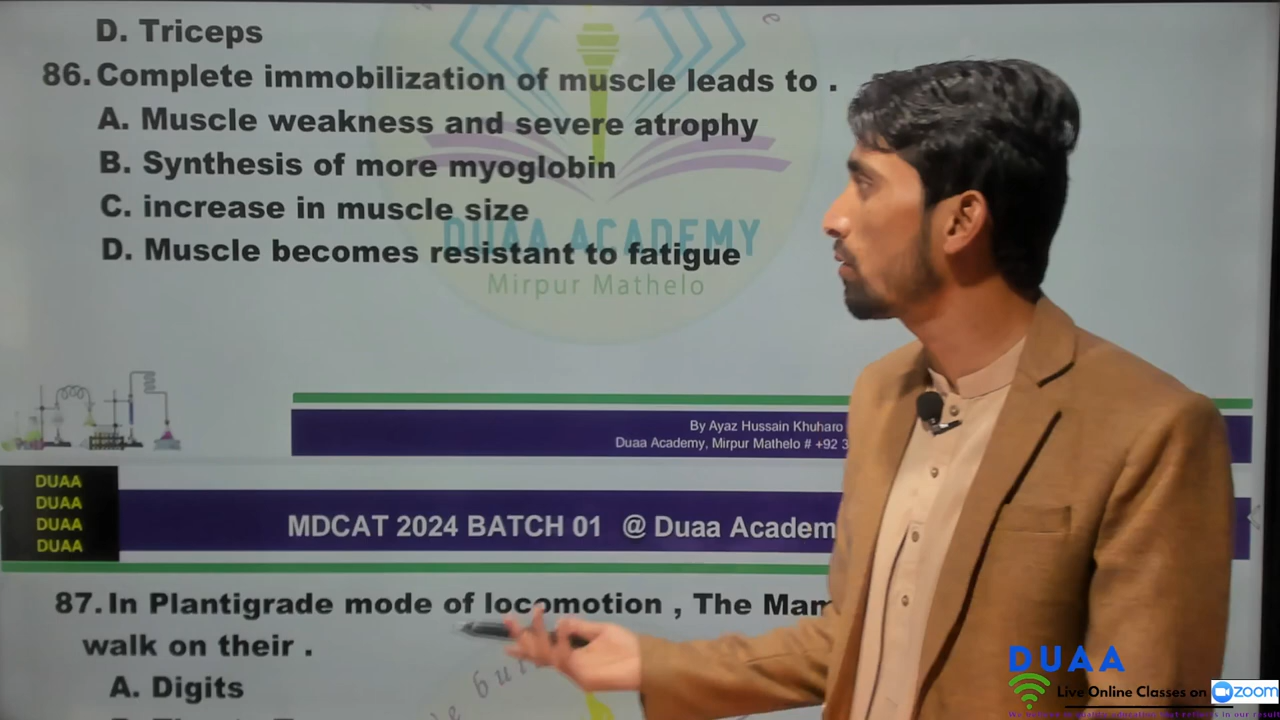 D. Triceps
86. Complete immobilization of muscle leads to .
A. Muscle weakness and severe atrophy
B. Synthesis of more myoglobin
C. increase in muscle size
D. Muscle becomes resistant to fatigue
DUAA ACADEMY
Mirpur Mathelo
By Ayaz Hussain Khuharo
Duaa Academy, Mirpur Mathelo # +92 3
DUAA
DUAA
DUAA
DUAA
MDCAT 2024 BATCH 01 @ Duaa Academ
87. In Plantigrade mode of locomotion , The Mam
walk on their .
A. Digits
DUAA
Live Online Classes on zoom